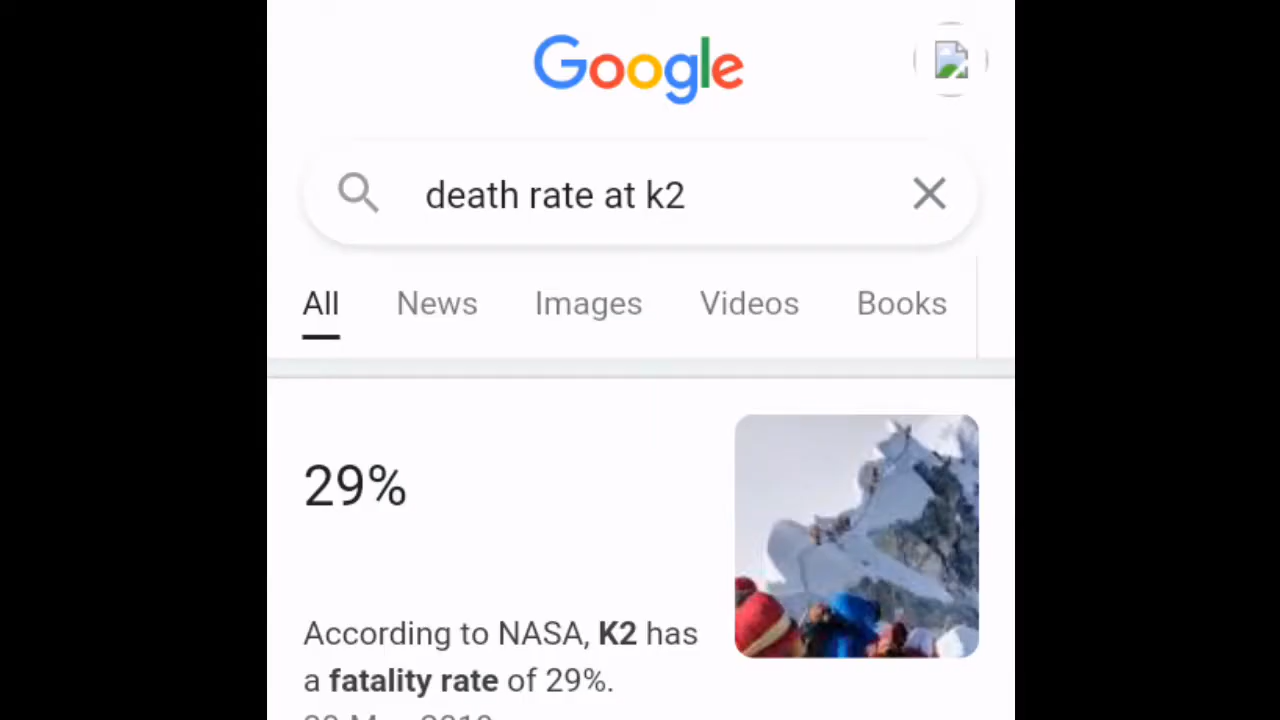 Google
death rate at k2
All News Images Videos Books
29%
According to NASA, K2 has
a fatality rate of 29%.